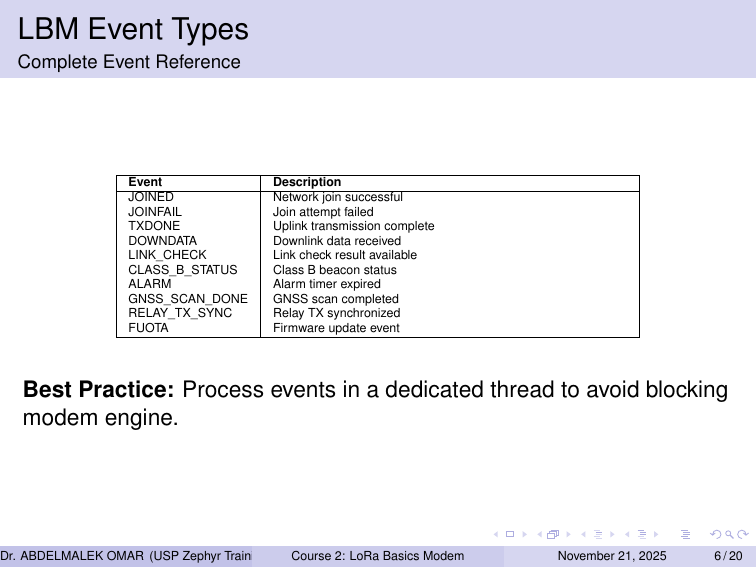 LBM Event Types
Complete Event Reference
Event Description
JOINED Network join successful
JOINFAIL Join attempt failed
TXDONE Uplink transmission complete
DOWNDATA Downlink data received
LINK_CHECK Link check result available
CLASS_B_STATUS Class B beacon status
ALARM Alarm timer expired
GNSS_SCAN_DONE GNSS scan completed
RELAY_TX_SYNC Relay TX synchronized
FUOTA Firmware update event
Best Practice: Process events in a dedicated thread to avoid blocking
modem engine.
Dr. ABDELMALEK OMAR (USP Zephyr Train Course 2: LoRa Basics Modem November 21, 2025 6 / 20